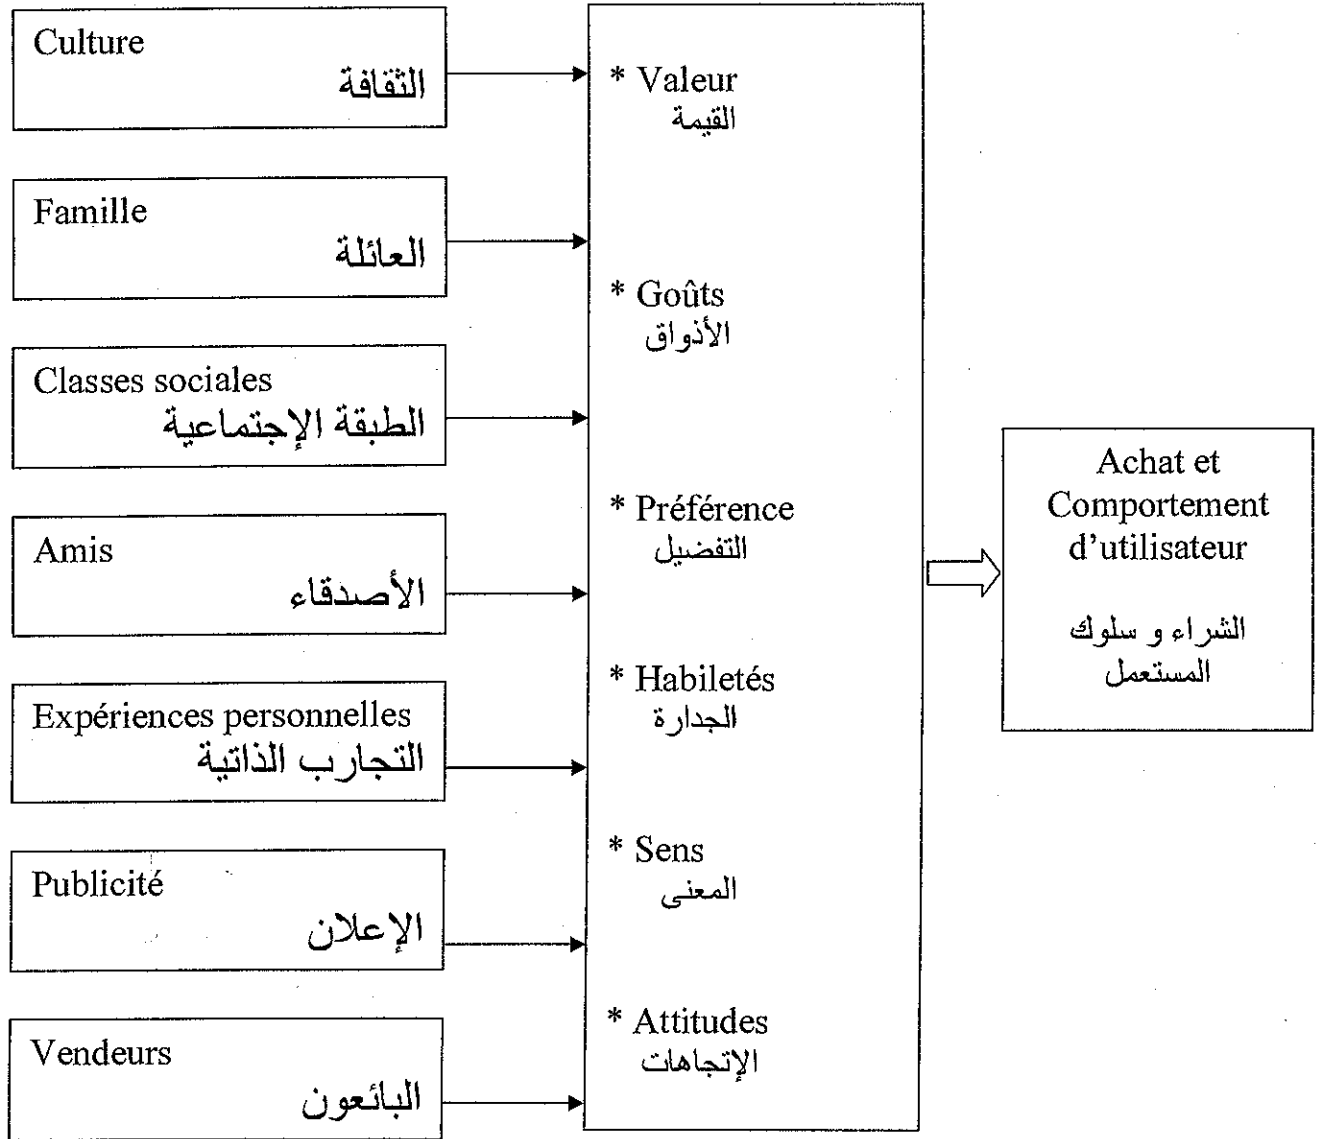 Culture
الثقافة
Famille
العائلة
Classes sociales
الطبقة الإجتماعية
Amis
الأصدقاء
Expériences personnelles
التجارب الذاتية
Publicité
الإعلان
Vendeurs
البائعون
* Valeur
القيمة
* Goûts
الأذواق
* Préférence
التفضيل
* Habiletés
الجدارة
* Sens
المعنى
* Attitudes
الإتجاهات
Achat et
Comportement
d’utilisateur
الشراء و سلوك
المستعمل